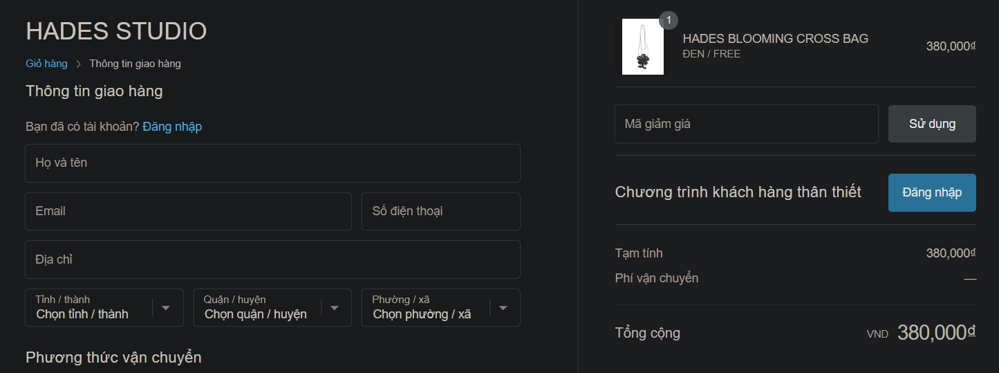 HADES STUDIO
Giỏ hàng > Thông tin giao hàng
Thông tin giao hàng
Bạn đã có tài khoản? Đăng nhập
Họ và tên
Email
Số điện thoại
Địa chỉ
Tỉnh / thành
Chọn tỉnh / thành
Quận / huyện
Chọn quận / huyện
Phường / xã
Chọn phường / xã
Phương thức vận chuyển
1
HADES BLOOMING CROSS BAG
380,000₫
ĐEN / FREE
Mã giảm giá
Sử dụng
Chương trình khách hàng thân thiết
Đăng nhập
Tạm tính 380,000₫
Phí vận chuyển —
Tổng cộng VND 380,000₫